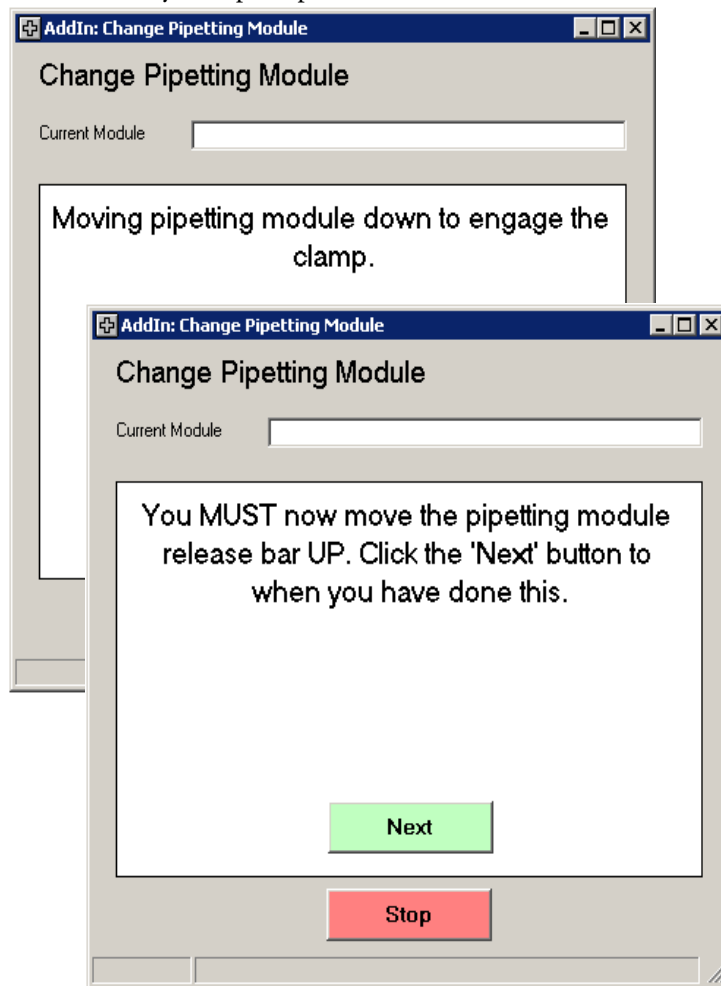 AddIn: Change Pipetting Module
Change Pipetting Module
Current Module
Moving pipetting module down to engage the
clamp.
AddIn: Change Pipetting Module
Change Pipetting Module
Current Module
You MUST now move the pipetting module
release bar UP. Click the 'Next' button to
when you have done this.
Next
Stop